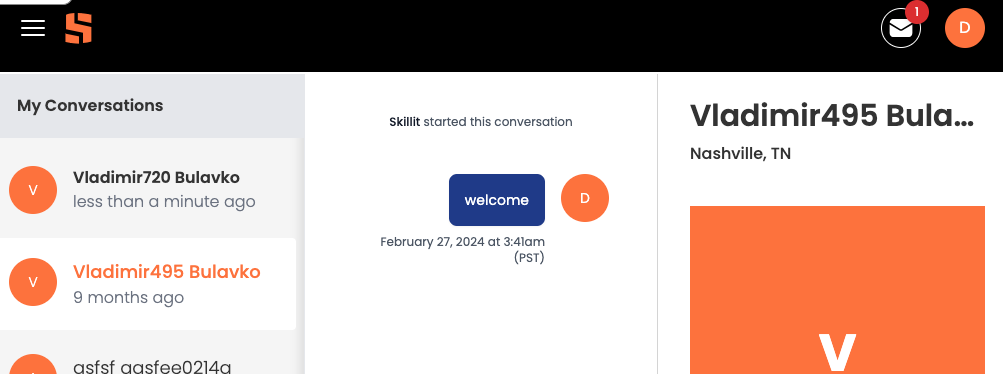 1
D
My Conversations
V
Vladimir720 Bulavko
less than a minute ago
V
Vladimir495 Bulavko
9 months ago
asfsf aasfee0214a
Skillit started this conversation
welcome
D
February 27, 2024 at 3:41am
(PST)
Vladimir495 Bula...
Nashville, TN
V